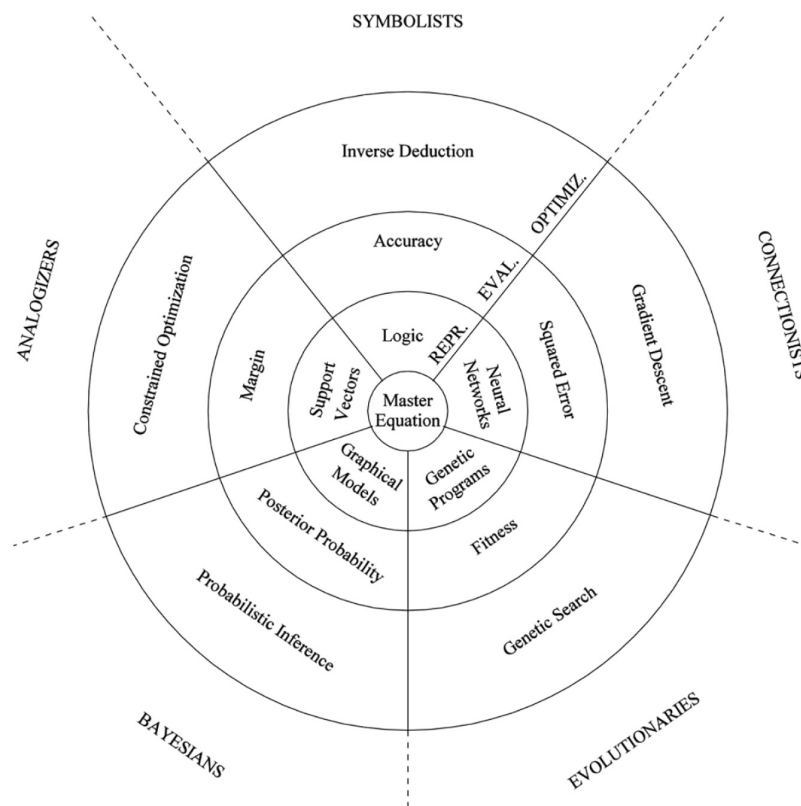 SYMBOLISTS
Inverse Deduction
OPTIMIZ.
Accuracy
EVAL.
Logic
REPR.
ANALOGIZERS
Constrained Optimization
Margin
Support
Vectors
Master
Equation
Neural
Networks
Squared Error
Gradient Descent
CONNECTIONISTS
Graphical
Models
Genetic
Programs
Posterior Probability
Fitness
Probabilistic Inference
Genetic Search
BAYESIANS
EVOLUTIONARIES